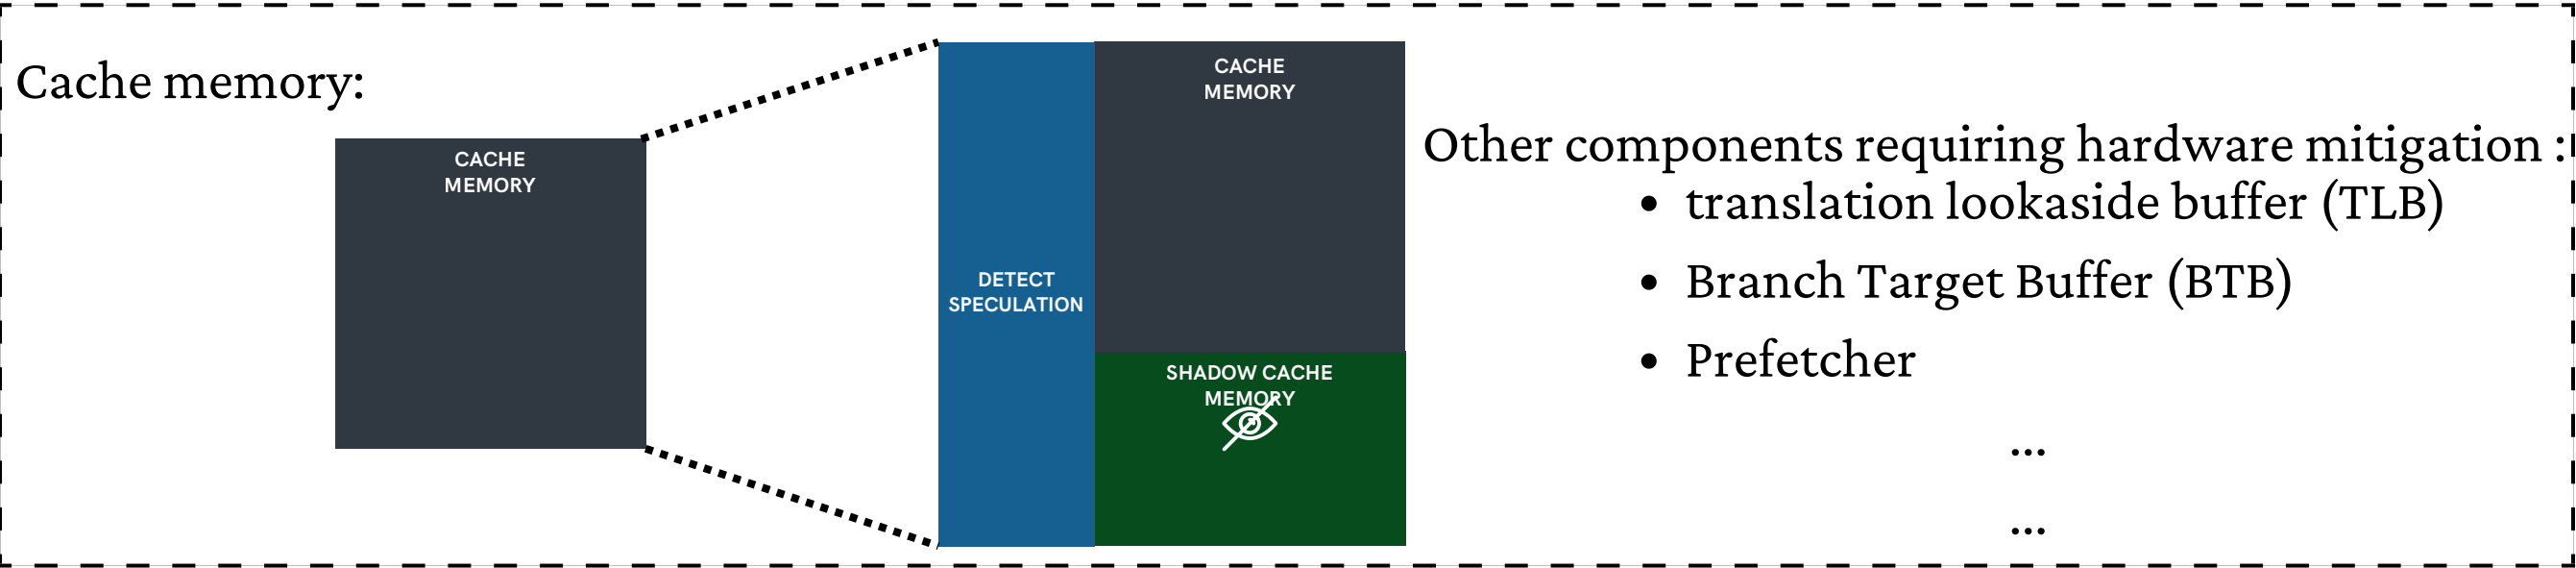 Cache memory:
CACHE
MEMORY
DETECT
SPECULATION
CACHE
MEMORY
SHADOW CACHE
MEMORY
Other components requiring hardware mitigation :
• translation lookaside buffer (TLB)
• Branch Target Buffer (BTB)
• Prefetcher
...
...